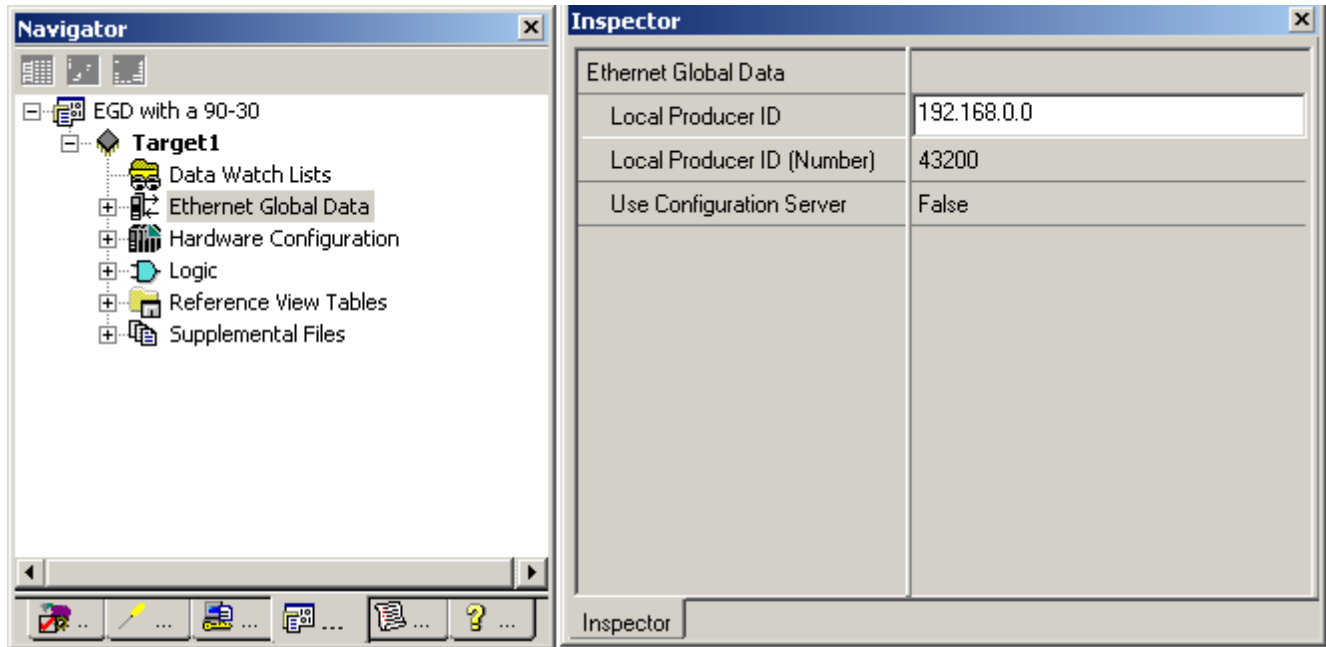 Navigator
EGD with a 90-30
Target1
Data Watch Lists
Ethernet Global Data
Hardware Configuration
Logic
Reference View Tables
Supplemental Files
.. ... ... ... ... ...
Inspector
Ethernet Global Data
Local Producer ID 192.168.0.0
Local Producer ID (Number) 43200
Use Configuration Server False
Inspector